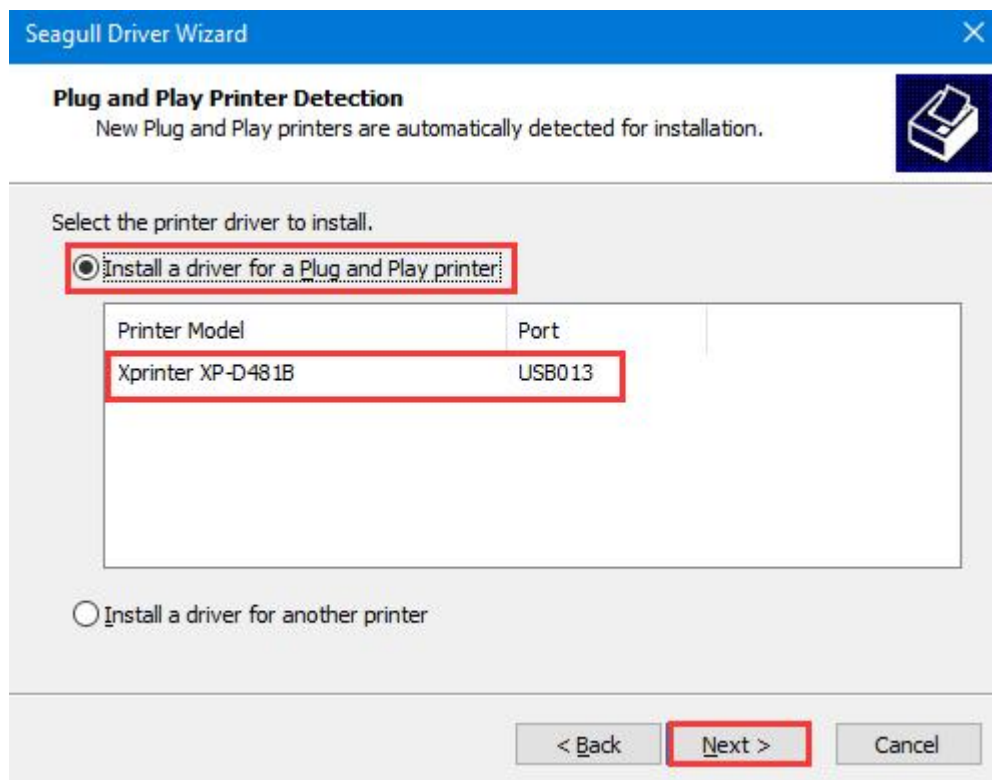 Seagull Driver Wizard
Plug and Play Printer Detection
New Plug and Play printers are automatically detected for installation.
Select the printer driver to install.
Install a driver for a Plug and Play printer
Printer Model Port
Xprinter XP-D481B USB013
Install a driver for another printer
< Back Next > Cancel